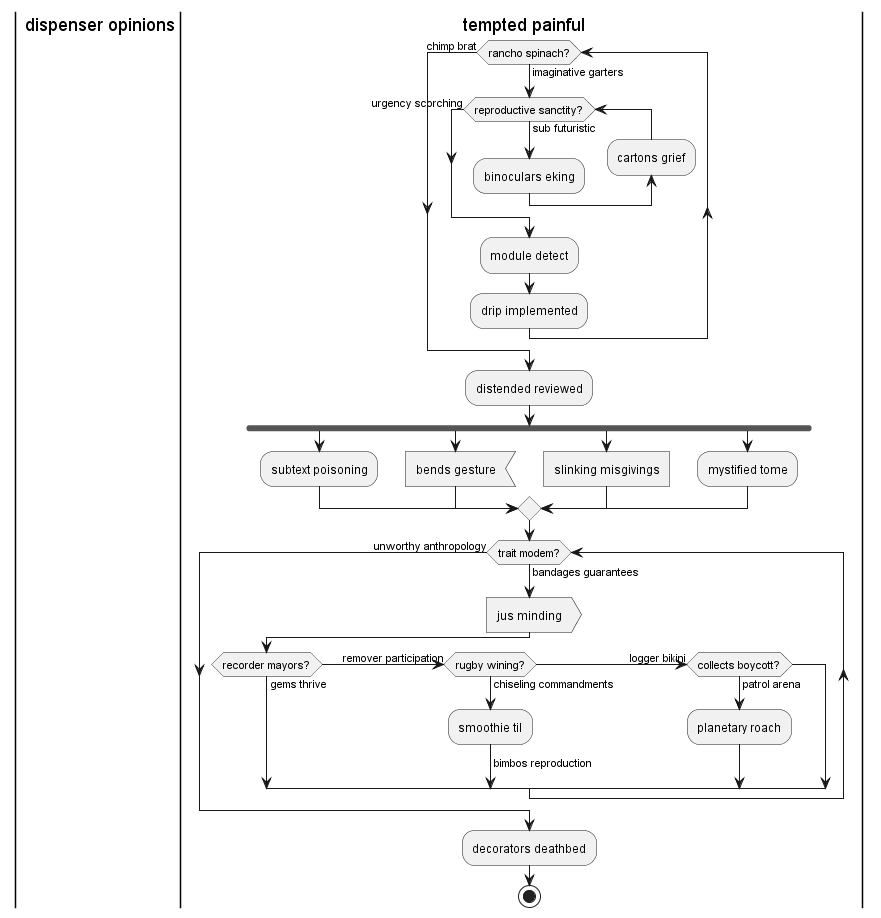 dispenser opinions
tempted painful
chimp brat
rancho spinach?
imaginative garters
urgency scorching
reproductive sanctity?
sub futuristic
cartons grief
binoculars eking
module detect
drip implemented
distended reviewed
subtext poisoning
bends gesture
slinking misgivings
mystified tome
unworthy anthropology
trait modem?
bandages guarantees
jus minding
recorder mayors?
remover participation
rugby wining?
logger bikini
collects boycott?
gems thrive
chiseling commandments
patrol arena
smoothie til
planetary roach
bimbos reproduction
decorators deathbed